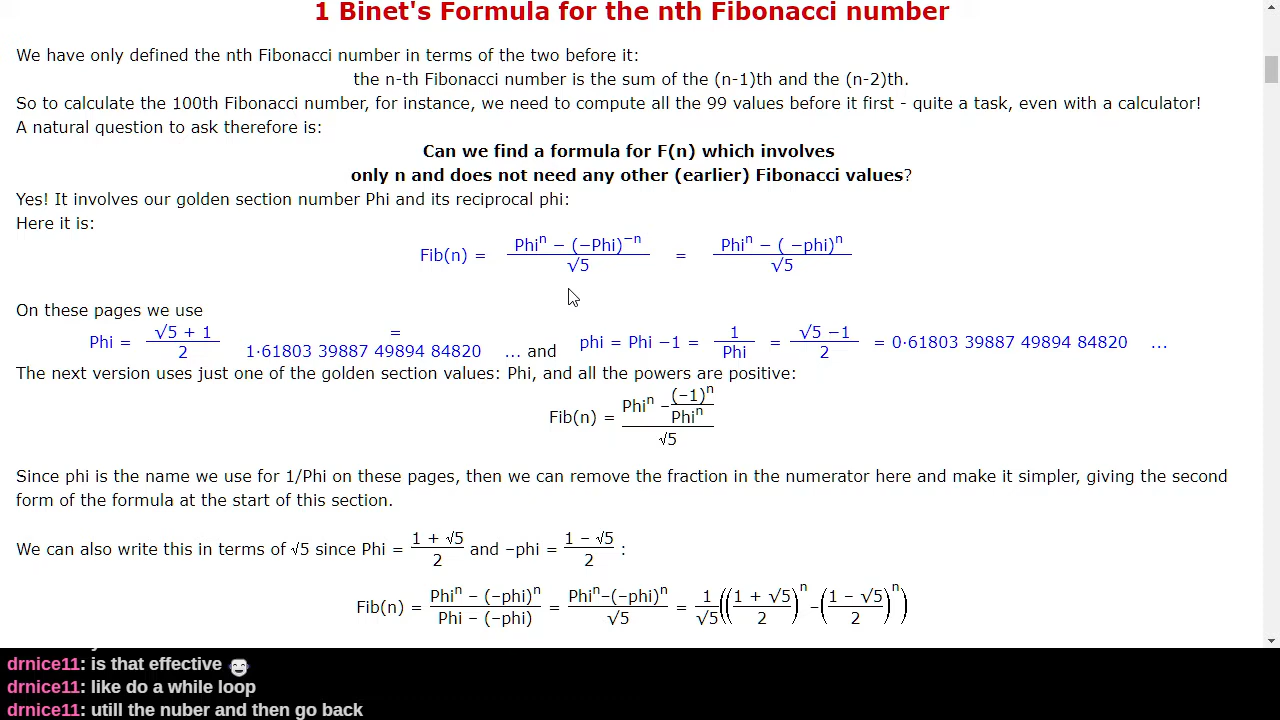 1 Binet's Formula for the nth Fibonacci number
We have only defined the nth Fibonacci number in terms of the two before it:
the n-th Fibonacci number is the sum of the (n-1)th and the (n-2)th.
So to calculate the 100th Fibonacci number, for instance, we need to compute all the 99 values before it first - quite a task, even with a calculator!
A natural question to ask therefore is:
Can we find a formula for F(n) which involves
only n and does not need any other (earlier) Fibonacci values?
Yes! It involves our golden section number Phi and its reciprocal phi:
Here it is:
Fib(n) = Phiⁿ − (−Phi)⁻ⁿ / √5 = Phiⁿ − ( −phi)ⁿ / √5
On these pages we use
Phi = √5 + 1 / 2 = 1·61803 39887 49894 84820 ... and phi = Phi −1 = 1 / Phi = √5 −1 / 2 = 0·61803 39887 49894 84820 ...
The next version uses just one of the golden section values: Phi, and all the powers are positive:
Fib(n) = Phiⁿ − (−1)ⁿ / Phiⁿ / √5
Since phi is the name we use for 1/Phi on these pages, then we can remove the fraction in the numerator here and make it simpler, giving the second
form of the formula at the start of this section.
We can also write this in terms of √5 since Phi = 1 + √5 / 2 and –phi = 1 − √5 / 2 :
Fib(n) = Phiⁿ − (−phi)ⁿ / Phi − (−phi) = Phiⁿ–(−phi)ⁿ / √5 = 1 / √5 ((1 + √5 / 2)ⁿ – (1 − √5 / 2)ⁿ)
drnice11: is that effective
drnice11: like do a while loop
drnice11: utill the nuber and then go back